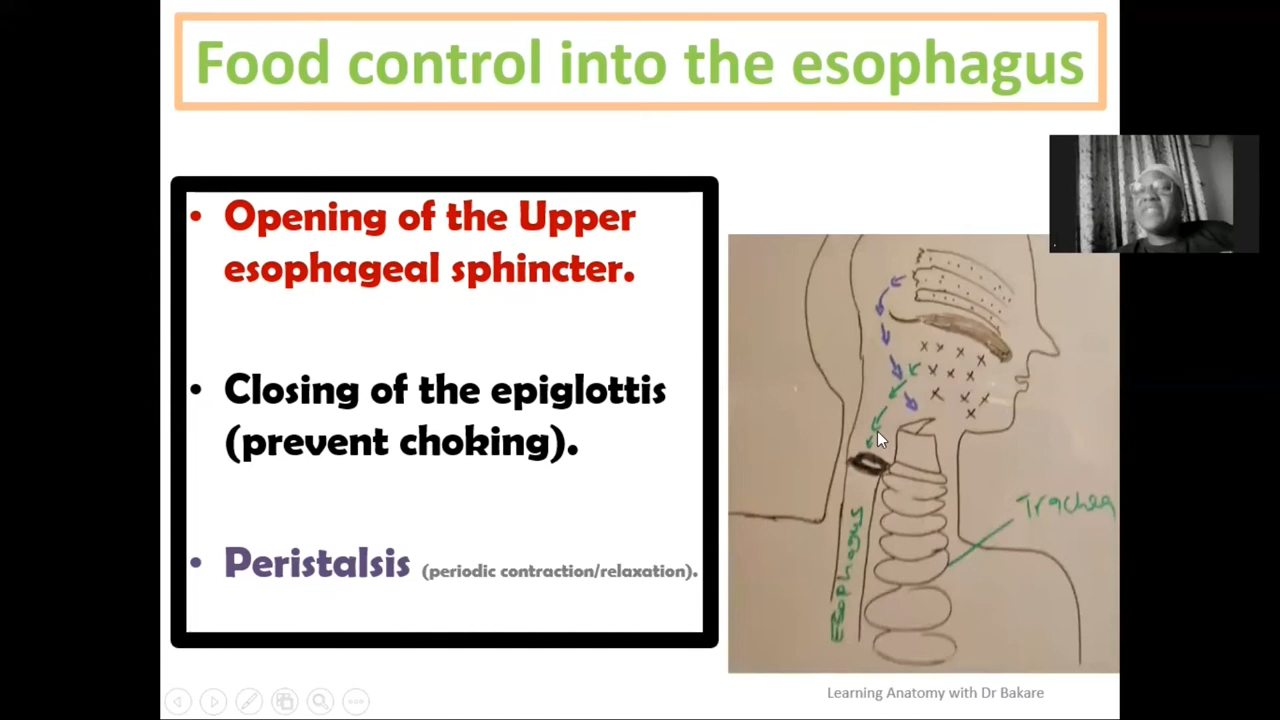 Food control into the esophagus
• Opening of the Upper
esophageal sphincter.
• Closing of the epiglottis
(prevent choking).
• Peristalsis (periodic contraction/relaxation).
Trachea
Esophagus
Learning Anatomy with Dr Bakare